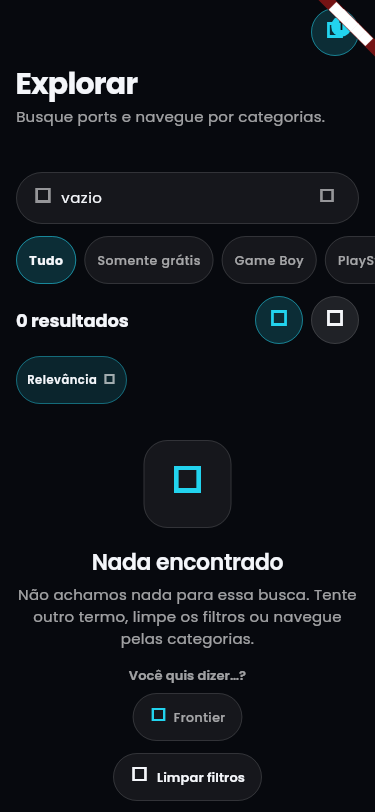 Explorar
Busque ports e navegue por categorias.
vazio
Tudo
Somente grátis
Game Boy
PlayS
0 resultados
Relevância
Nada encontrado
Não achamos nada para essa busca. Tente
outro termo, limpe os filtros ou navegue
pelas categorias.
Você quis dizer…?
Frontier
Limpar filtros